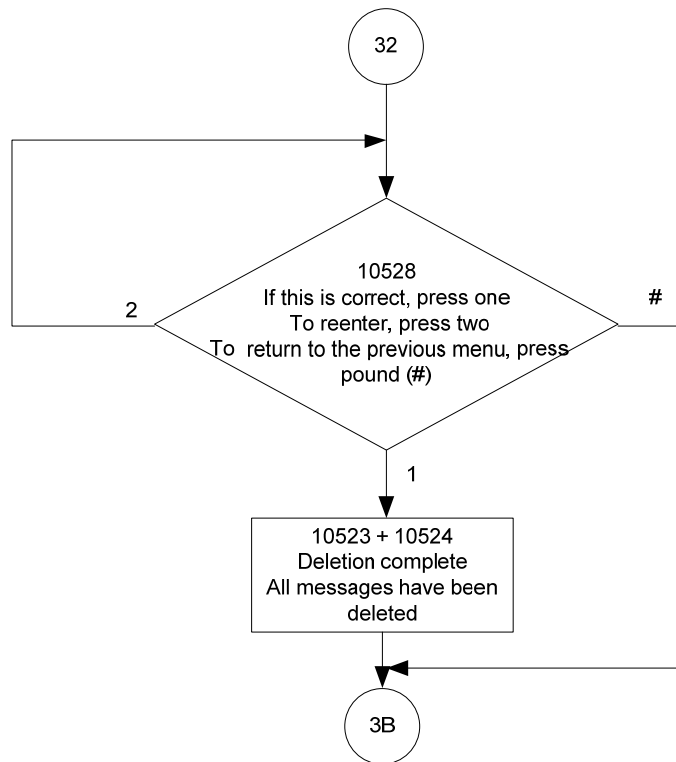 32
10528
If this is correct, press one
2
#
To reenter, press two
To return to the previous menu, press
pound (#)
1
10523 + 10524
Deletion complete
All messages have been
deleted
3B